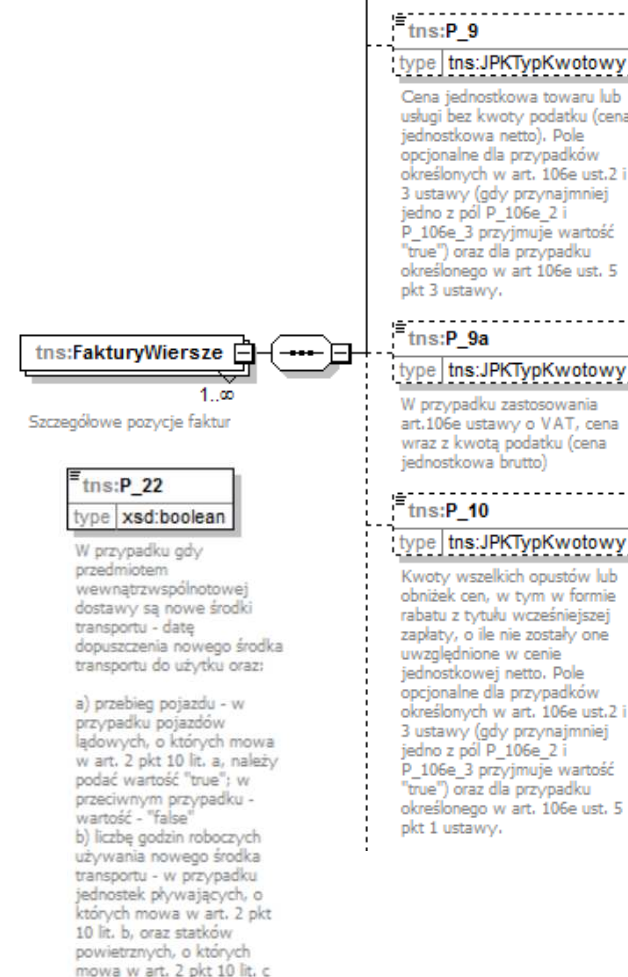 tns:P_9
type tns:JPKTypKwotowy
Cena jednostkowa towaru lub
usługi bez kwoty podatku (cena
jednostkowa netto). Pole
opcjonalne dla przypadków
określonych w art. 106e ust.2 i
3 ustawy (gdy przynajmniej
jedno z pól P_106e_2 i
P_106e_3 przyjmuje wartość
"true") oraz dla przypadku
określonego w art 106e ust. 5
pkt 3 ustawy.
tns:FakturyWiersze
1..∞
Szczegółowe pozycje faktur
tns:P_9a
type tns:JPKTypKwotowy
W przypadku zastosowania
art.106e ustawy o VAT, cena
wraz z kwotą podatku (cena
jednostkowa brutto)
tns:P_22
type xsd:boolean
W przypadku gdy
przedmiotem
wewnątrzwspólnotowej
dostawy są nowe środki
transportu - datę
dopuszczenia nowego środka
transportu do użytku oraz:
a) przebieg pojazdu - w
przypadku pojazdów
lądowych, o których mowa
w art. 2 pkt 10 lit. a, należy
podać wartość "true"; w
przeciwnym przypadku -
wartość - "false"
b) liczbę godzin roboczych
używania nowego środka
transportu - w przypadku
jednostek pływających, o
których mowa w art. 2 pkt
10 lit. b, oraz statków
powietrznych, o których
mowa w art. 2 pkt 10 lit. c
tns:P_10
type tns:JPKTypKwotowy
Kwoty wszelkich opustów lub
obniżek cen, w tym w formie
rabatu z tytułu wcześniejszej
zapłaty, o ile nie zostały one
uwzględnione w cenie
jednostkowej netto. Pole
opcjonalne dla przypadków
określonych w art. 106e ust.2 i
3 ustawy (gdy przynajmniej
jedno z pól P_106e_2 i
P_106e_3 przyjmuje wartość
"true") oraz dla przypadku
określonego w art. 106e ust. 5
pkt 1 ustawy.